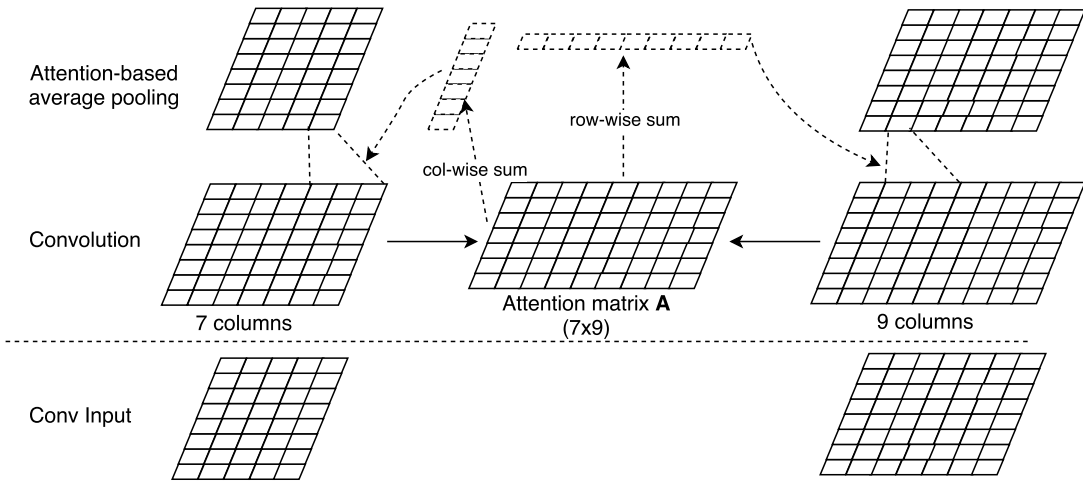 Attention-based
average pooling
row-wise sum
col-wise sum
Convolution
7 columns
Attention matrix A
(7x9)
9 columns
Conv Input